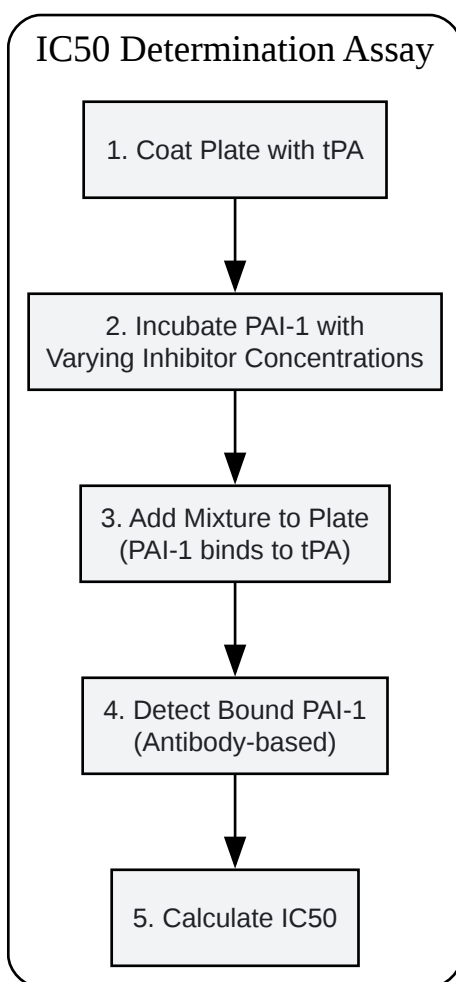 IC50 Determination Assay
1. Coat Plate with tPA
2. Incubate PAI-1 with
Varying Inhibitor Concentrations
3. Add Mixture to Plate
(PAI-1 binds to tPA)
4. Detect Bound PAI-1
(Antibody-based)
5. Calculate IC50